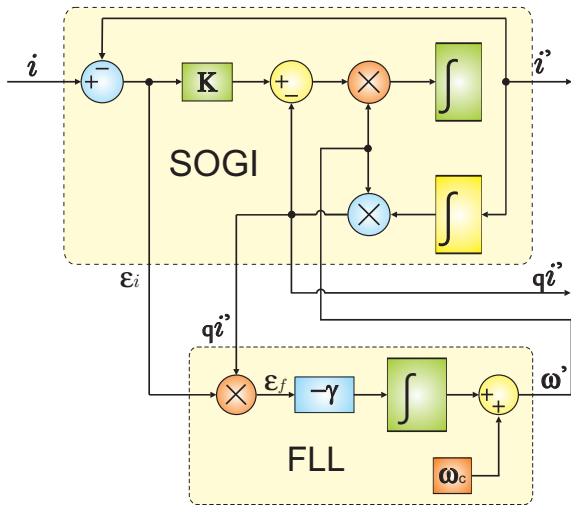 i
+ −
K
+ −
×
∫
i’
SOGI
×
∫
εi
qi’
qi’
×
εf
−γ
∫
+ +
ω’
FLL
ωc